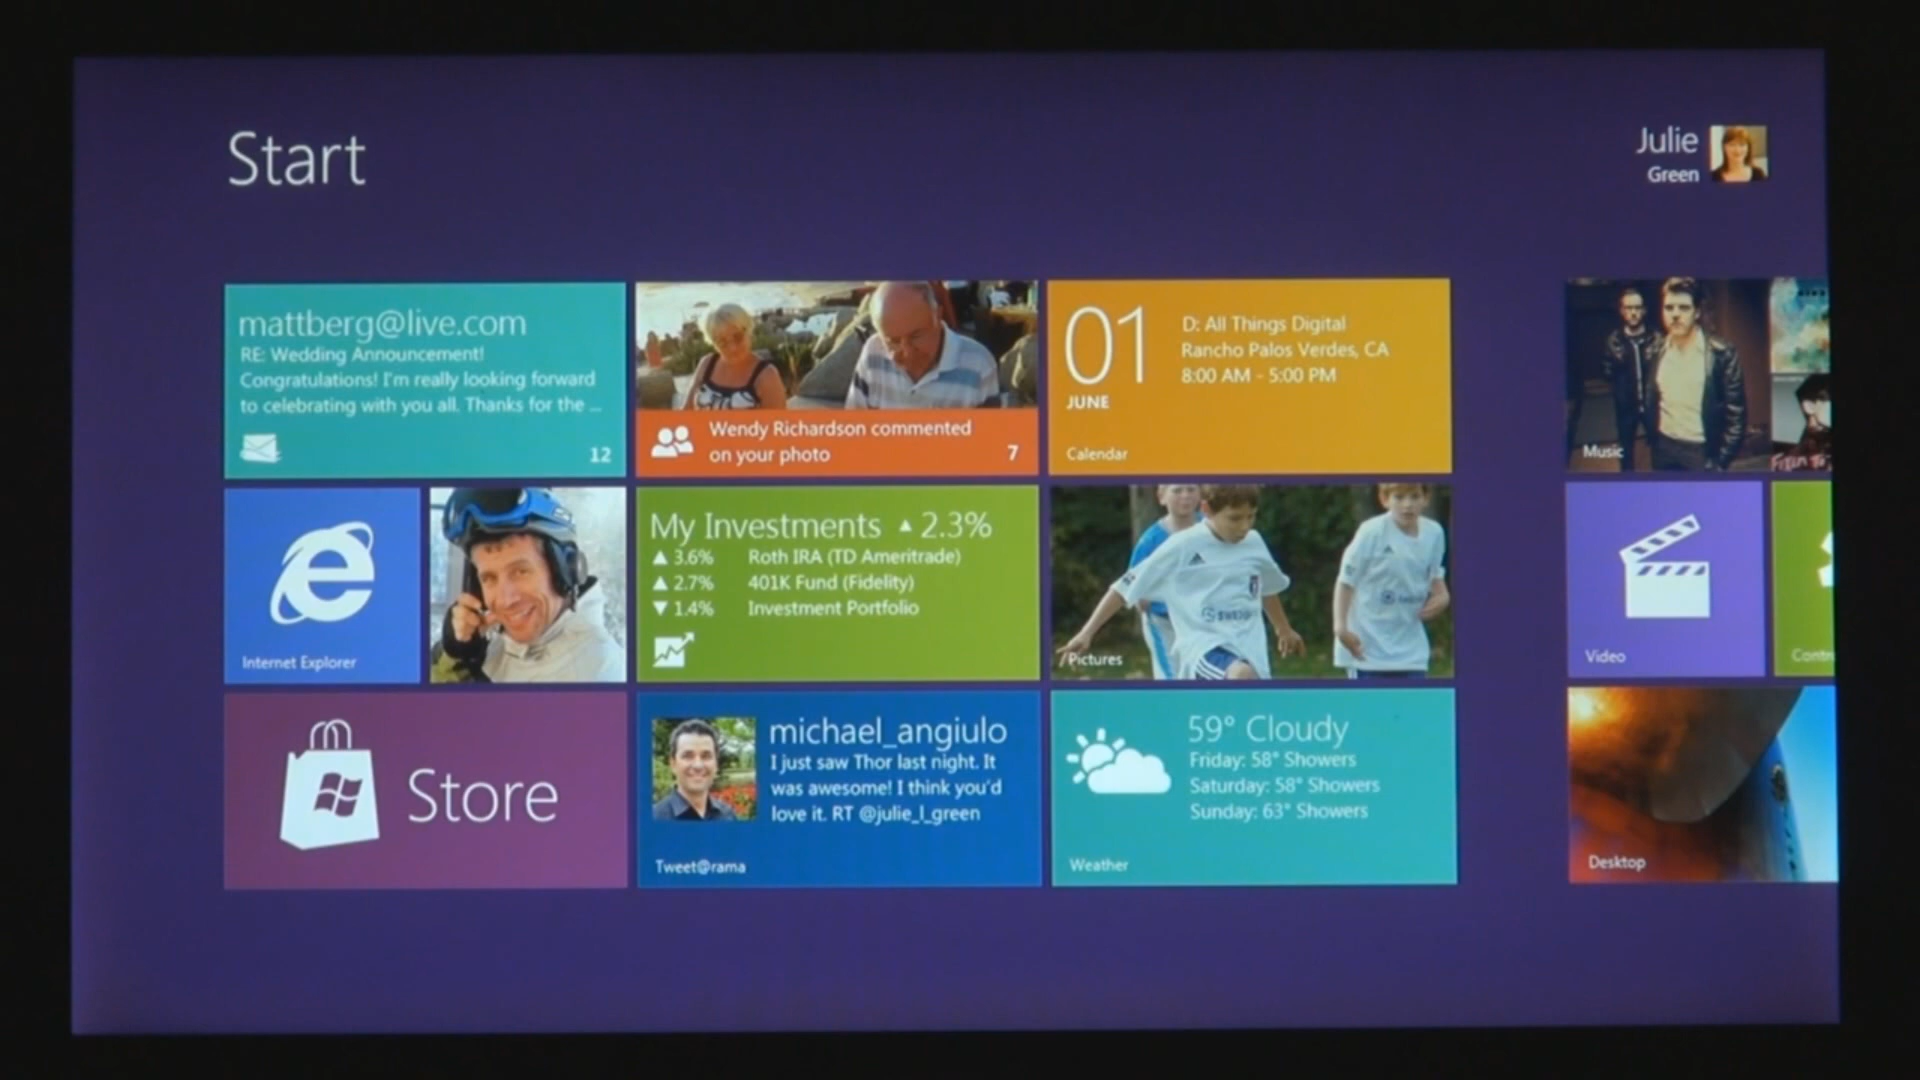 Start
Julie
Green
mattberg@live.com
RE: Wedding Announcement!
Congratulations! I'm really looking forward
to celebrating with you all. Thanks for the ...
12
Wendy Richardson commented
on your photo
7
01
JUNE
D: All Things Digital
Rancho Palos Verdes, CA
8:00 AM - 5:00 PM
Calendar
Music
Internet Explorer
My Investments ▲ 2.3%
▲ 3.6% Roth IRA (TD Ameritrade)
▲ 2.7% 401K Fund (Fidelity)
▼ 1.4% Investment Portfolio
Pictures
Video
Store
michael_angiulo
I just saw Thor last night. It
was awesome! I think you'd
love it. RT @julie_l_green
Tweet@rama
59° Cloudy
Friday: 58° Showers
Saturday: 58° Showers
Sunday: 63° Showers
Weather
Desktop